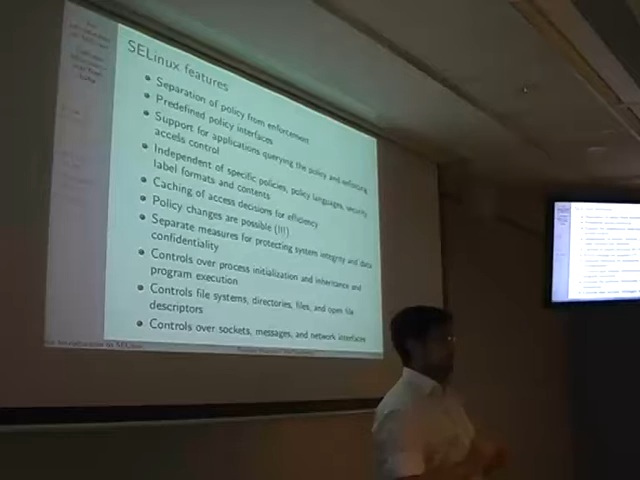 SELinux features
Separation of policy from enforcement
Predefined policy interfaces
Support for applications querying the policy and enforcing
access control
Independent of specific policies, policy languages, security
label formats and contents
Caching of access decisions for efficiency
Policy changes are possible (!!!)
Separate measures for protecting system integrity and data
confidentiality
Controls over process initialization and inheritance and
program execution
Controls file systems, directories, files, and open file
descriptors
Controls over sockets, messages, and network interfaces